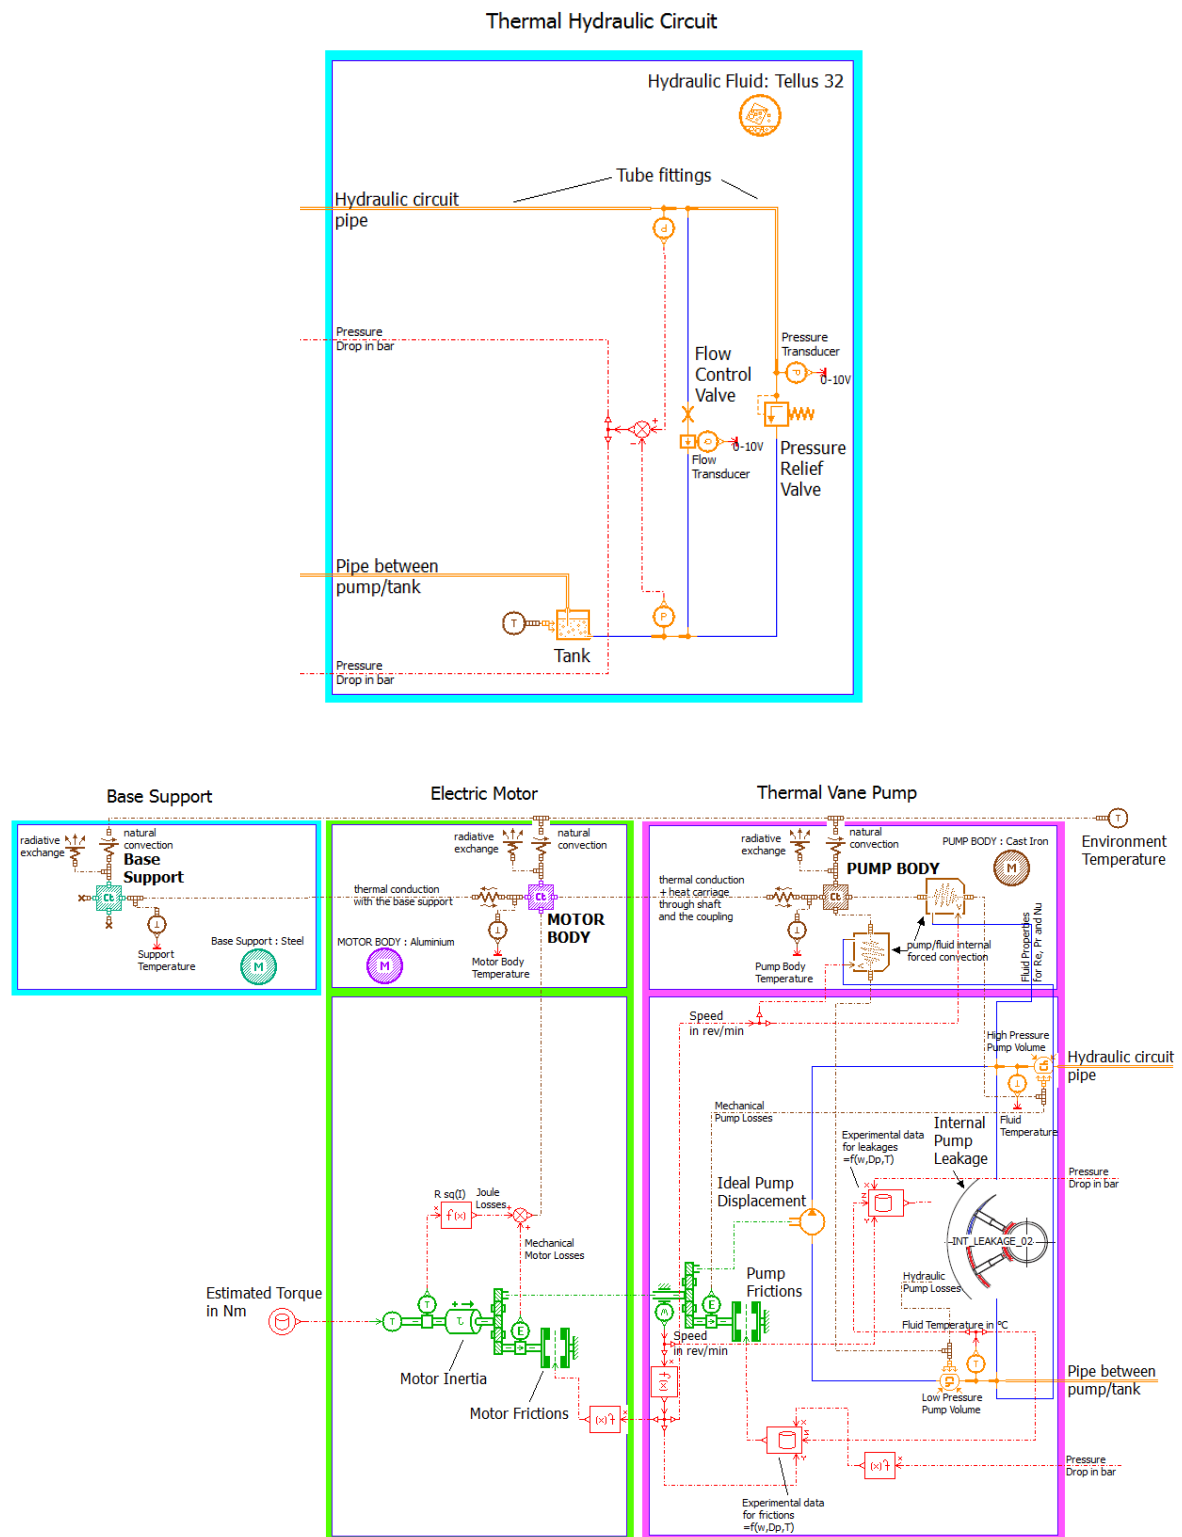 Thermal Hydraulic Circuit
Hydraulic Fluid: Tellus 32
Tube fittings
Hydraulic circuit
pipe
P
Pressure
Drop in bar
Pressure
Transducer
P
0-10V
Flow
Control
Valve
+
-
Q
0-10V
Flow
Transducer
Pressure
Relief
Valve
Pipe between
pump/tank
T
P
Tank
Pressure
Drop in bar
Base Support
Electric Motor
Thermal Vane Pump
radiative
exchange
natural
convection
Base
Support
Ct
T
Support
Temperature
Base Support : Steel
M
radiative
exchange
natural
convection
thermal conduction
with the base support
Ct
MOTOR
BODY
T
Motor Body
Temperature
MOTOR BODY : Aluminium
M
radiative
exchange
natural
convection
PUMP BODY : Cast Iron
M
PUMP BODY
thermal conduction
+ heat carriage
through shaft
and the coupling
Ct
T
Pump Body
Temperature
pump/fluid internal
forced convection
Fluid Properties
for Re, Pr and Nu
T
Environment
Temperature
Speed
in rev/min
High Pressure
Pump Volume
Ch
Hydraulic circuit
pipe
T
Fluid
Temperature
Mechanical
Pump Losses
Experimental data
for leakages
=f(w,Dp,T)
Internal
Pump
Leakage
Pressure
Drop in bar
Ideal Pump
Displacement
x
z
Y
INT_LEAKAGE_02
R sq(I)
Joule
Losses
x
f(x)
+
+
Mechanical
Motor Losses
Estimated Torque
in Nm
T
T
E
Motor Inertia
Motor Frictions
x
f(x)
Pump
Frictions
E
W
Speed
in rev/min
x
f(x)
Hydraulic
Pump Losses
Fluid Temperature in °C
T
Low Pressure
Pump Volume
Pipe between
pump/tank
x
z
Y
x
f(x)
Pressure
Drop in bar
Experimental data
for frictions
=f(w,Dp,T)